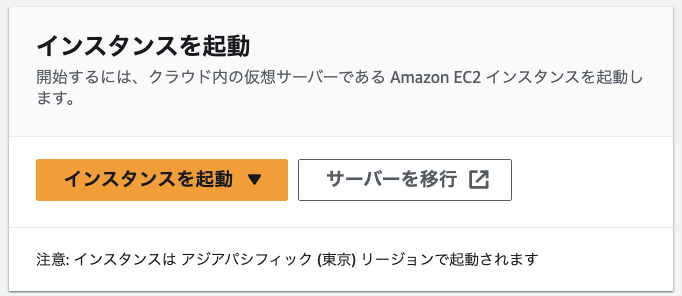 インスタンスを起動
開始するには、クラウド内の仮想サーバーである Amazon EC2 インスタンスを起動し
ます。
インスタンスを起動
サーバーを移行
注意: インスタンスは アジアパシフィック (東京) リージョンで起動されます